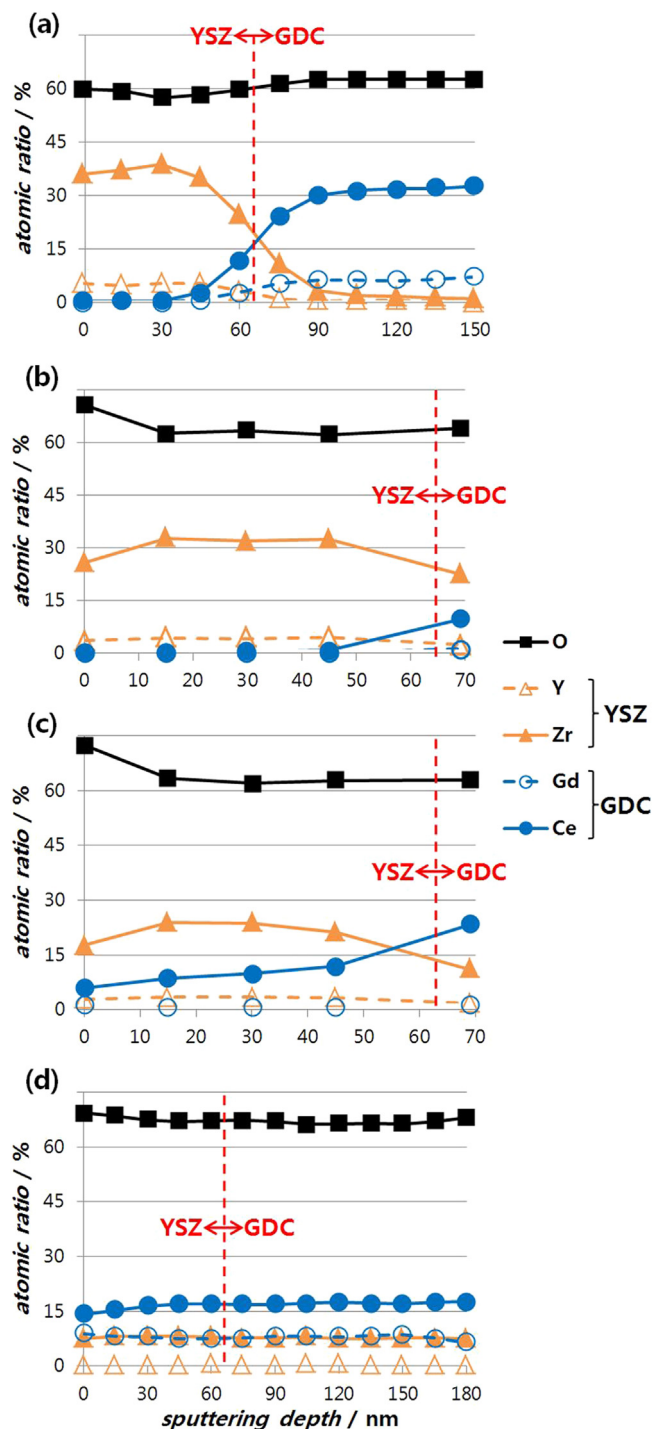 (a)
YSZ ↔ GDC
atomic ratio / %
60
45
30
15
0
0 30 60 90 120 150
(b)
atomic ratio / %
60
45
30
15
0
YSZ ↔ GDC
0 10 20 30 40 50 60 70
O
Y
Zr
YSZ
Gd
Ce
GDC
(c)
atomic ratio / %
60
45
30
15
0
YSZ ↔ GDC
0 10 20 30 40 50 60 70
(d)
atomic ratio / %
60
45
30
15
0
YSZ ↔ GDC
0 30 60 90 120 150 180
sputtering depth / nm